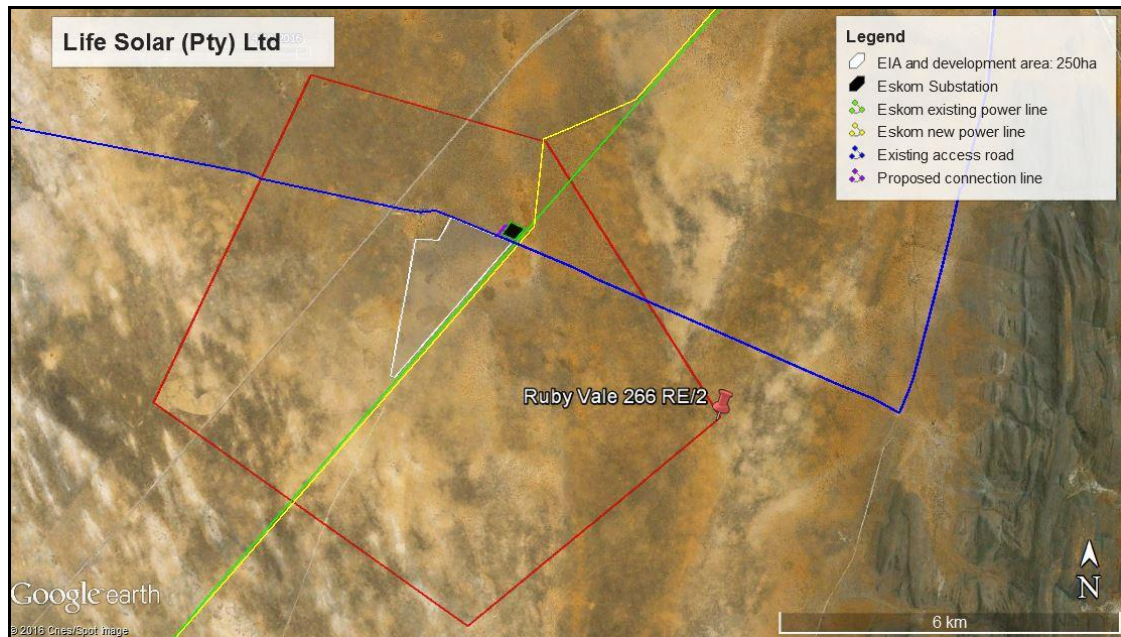 Life Solar (Pty) Ltd
2016
Legend
EIA and development area: 250ha
Eskom Substation
Eskom existing power line
Eskom new power line
Existing access road
Proposed connection line
Ruby Vale 266 RE/2
Google earth
© 2016 Cnes/Spot Image
N
6 km